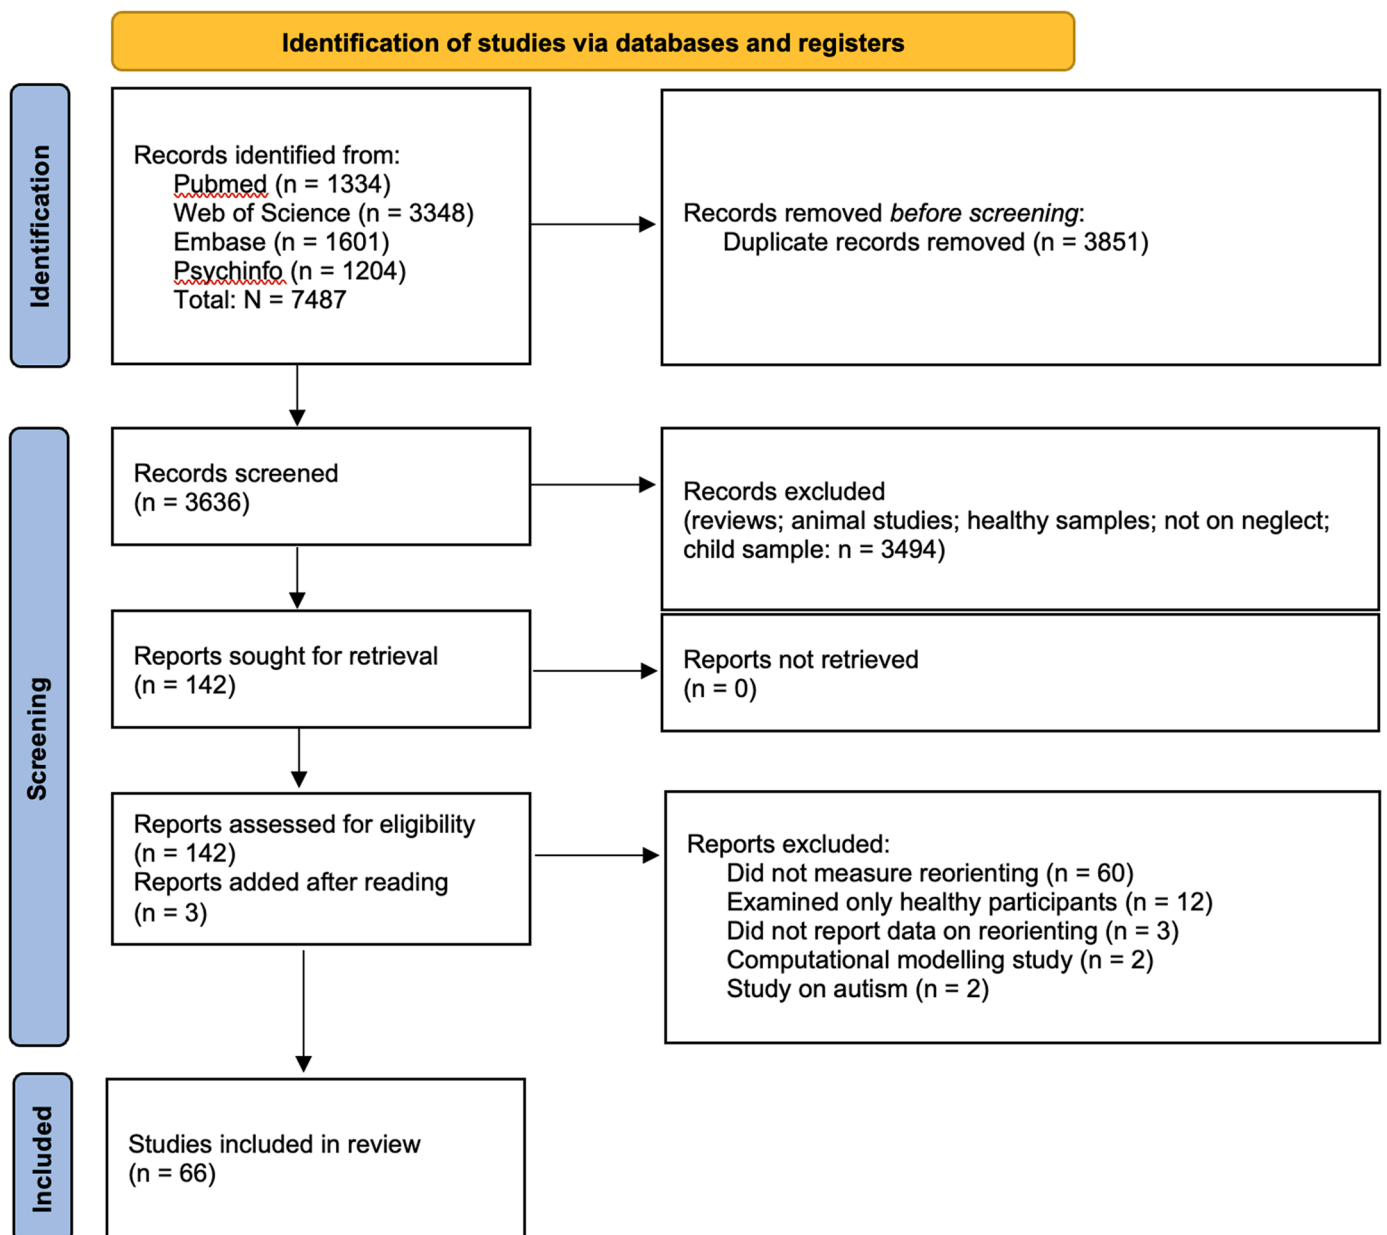 Identification of studies via databases and registers
Identification
Records identified from:
Pubmed (n = 1334)
Web of Science (n = 3348)
Embase (n = 1601)
Psychinfo (n = 1204)
Total: N = 7487
Records removed before screening:
Duplicate records removed (n = 3851)
Screening
Records screened
(n = 3636)
Records excluded
(reviews; animal studies; healthy samples; not on neglect;
child sample: n = 3494)
Reports sought for retrieval
(n = 142)
Reports not retrieved
(n = 0)
Reports assessed for eligibility
(n = 142)
Reports added after reading
(n = 3)
Reports excluded:
Did not measure reorienting (n = 60)
Examined only healthy participants (n = 12)
Did not report data on reorienting (n = 3)
Computational modelling study (n = 2)
Study on autism (n = 2)
Included
Studies included in review
(n = 66)